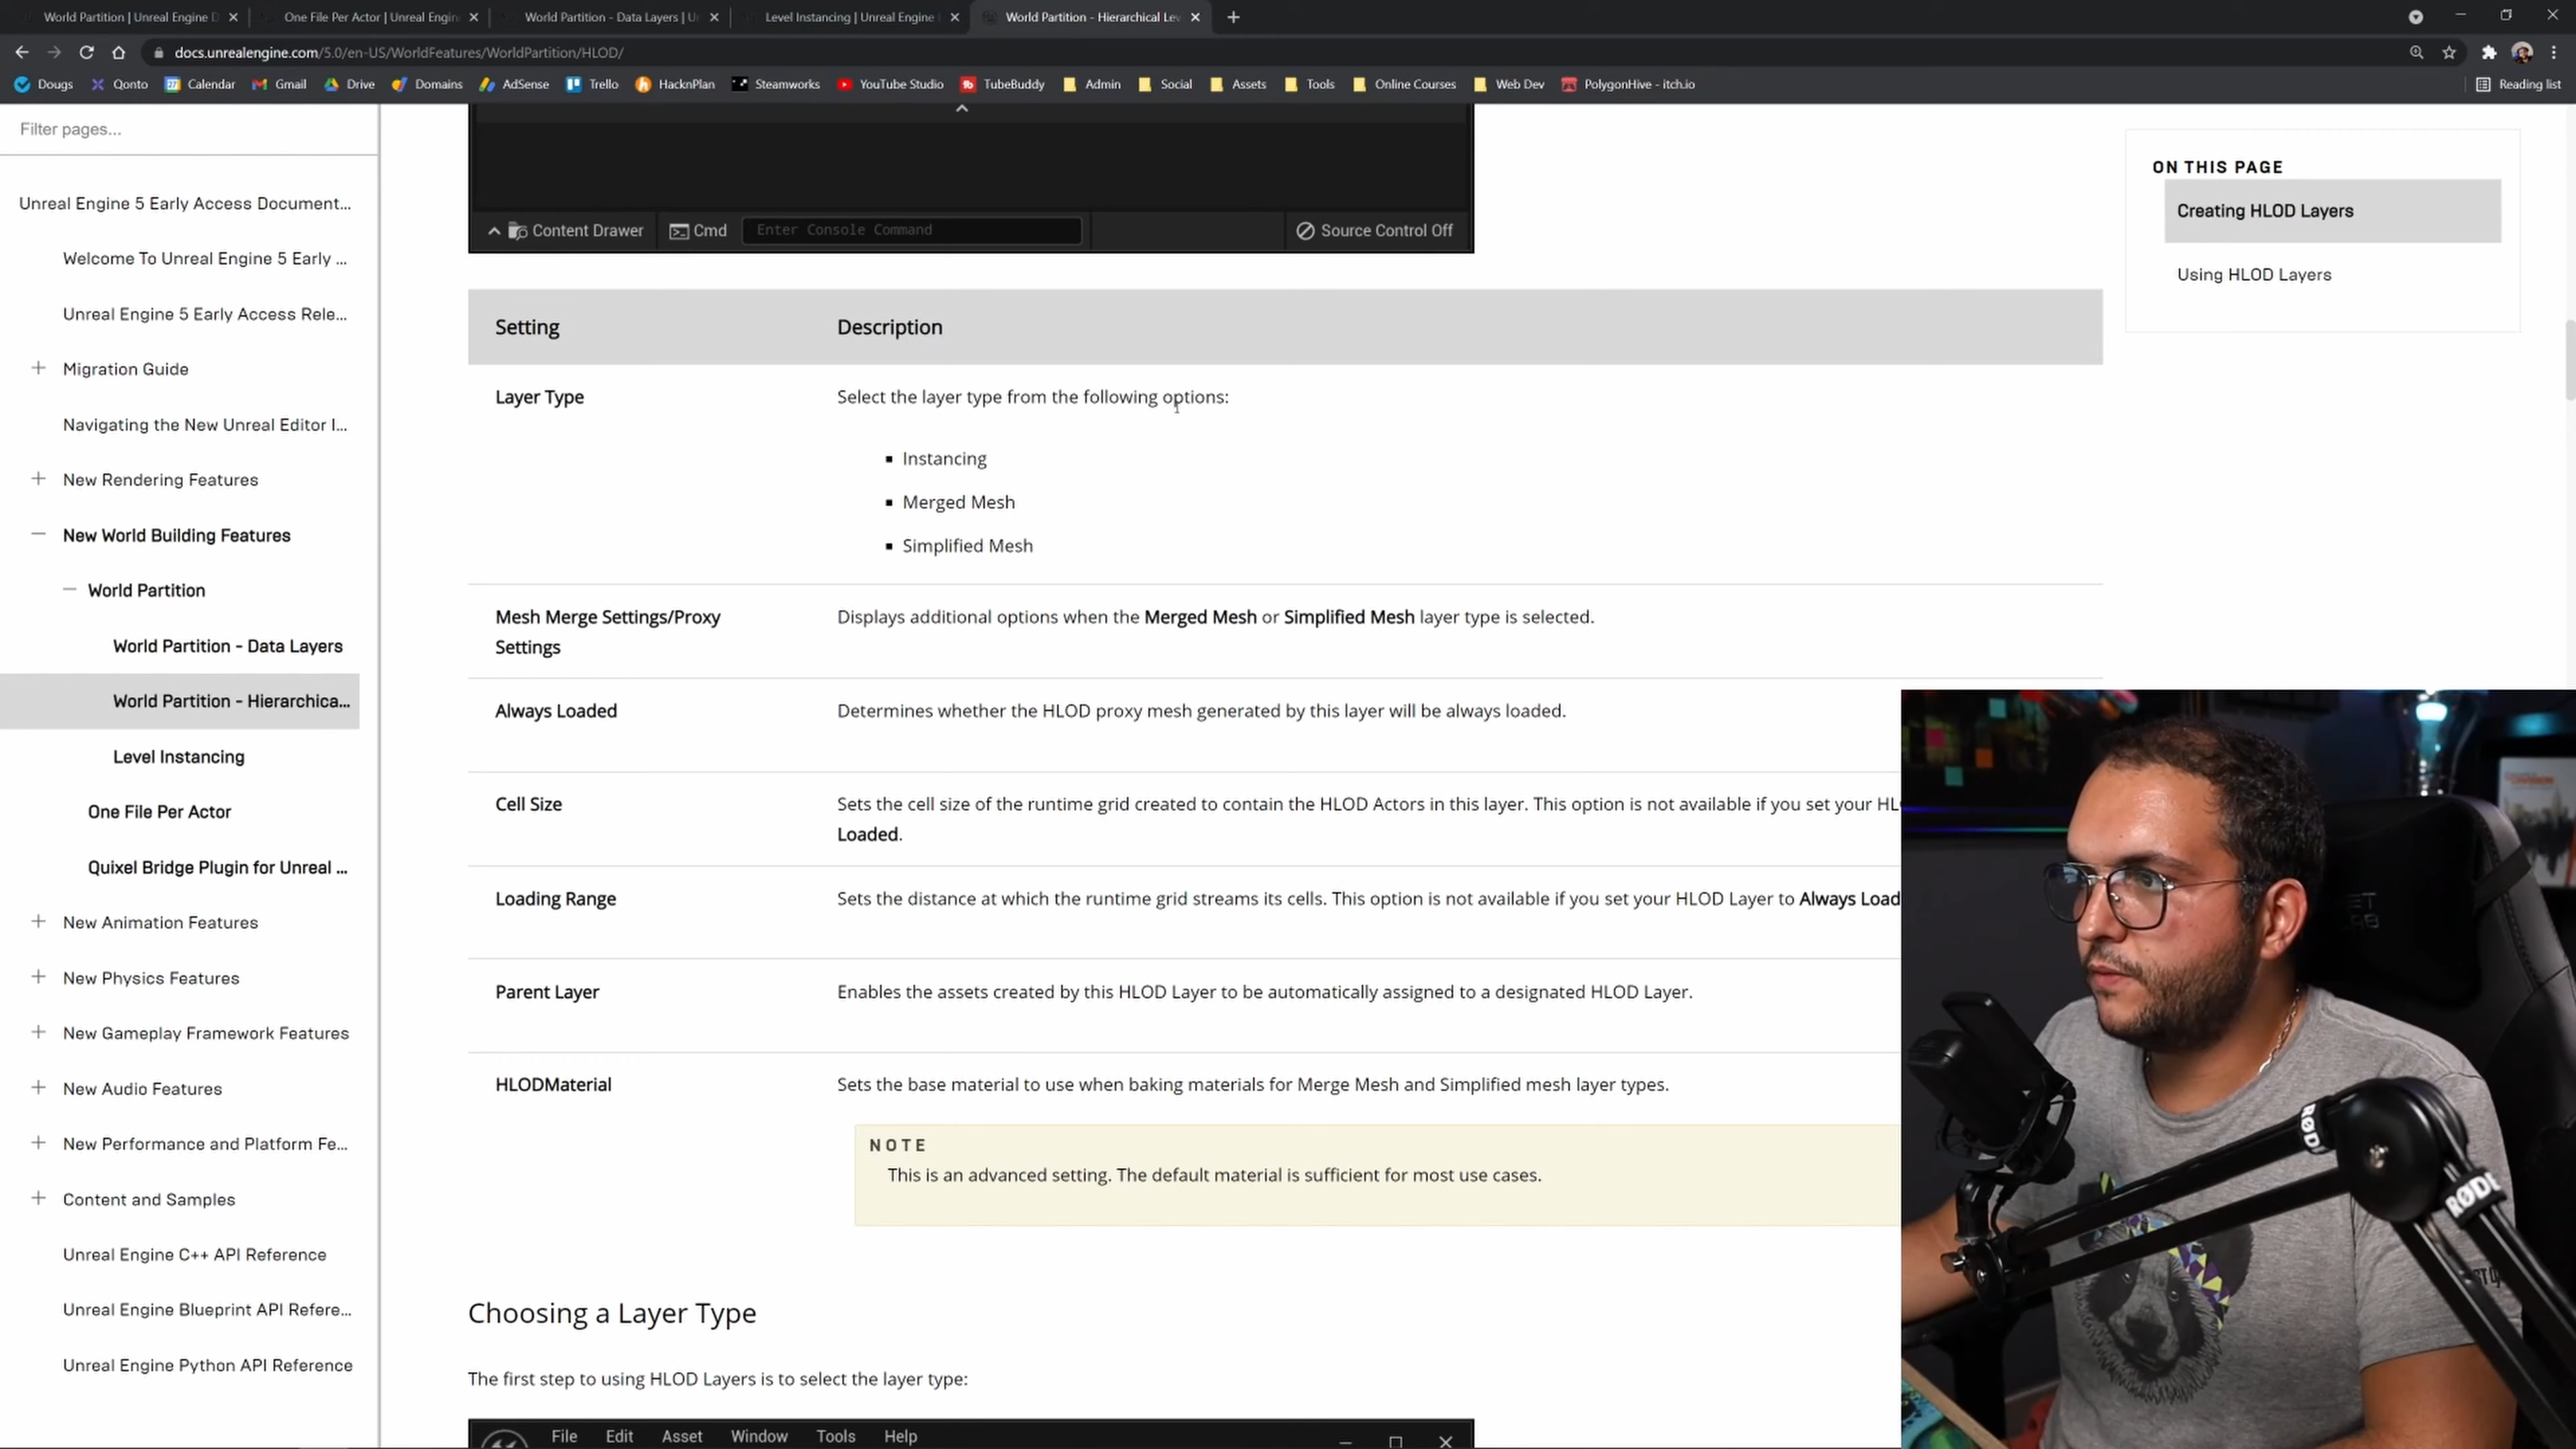 World Partition | Unreal Engine D
One File Per Actor | Unreal Engin
World Partition - Data Layers | U
Level Instancing | Unreal Engine
World Partition - Hierarchical Lev
docs.unrealengine.com/5.0/en-US/WorldFeatures/WorldPartition/HLOD/
Dougs
Qonto
Calendar
Gmail
Drive
Domains
AdSense
Trello
HacknPlan
Steamworks
YouTube Studio
TubeBuddy
Admin
Social
Assets
Tools
Online Courses
Web Dev
PolygonHive - itch.io
Reading list
Filter pages...
Unreal Engine 5 Early Access Document...
Welcome To Unreal Engine 5 Early ...
Unreal Engine 5 Early Access Rele...
Migration Guide
Navigating the New Unreal Editor I...
New Rendering Features
New World Building Features
World Partition
World Partition - Data Layers
World Partition - Hierarchica...
Level Instancing
One File Per Actor
Quixel Bridge Plugin for Unreal ...
New Animation Features
New Physics Features
New Gameplay Framework Features
New Audio Features
New Performance and Platform Fe...
Content and Samples
Unreal Engine C++ API Reference
Unreal Engine Blueprint API Refere...
Unreal Engine Python API Reference
Content Drawer
Cmd
Enter Console Command
Source Control Off
Setting Description
Layer Type Select the layer type from the following options:
Instancing
Merged Mesh
Simplified Mesh
Mesh Merge Settings/Proxy
Settings
Displays additional options when the Merged Mesh or Simplified Mesh layer type is selected.
Always Loaded Determines whether the HLOD proxy mesh generated by this layer will be always loaded.
Cell Size Sets the cell size of the runtime grid created to contain the HLOD Actors in this layer. This option is not available if you set your HL
Loaded.
Loading Range Sets the distance at which the runtime grid streams its cells. This option is not available if you set your HLOD Layer to Always Load
Parent Layer Enables the assets created by this HLOD Layer to be automatically assigned to a designated HLOD Layer.
HLODMaterial Sets the base material to use when baking materials for Merge Mesh and Simplified mesh layer types.
NOTE
This is an advanced setting. The default material is sufficient for most use cases.
Choosing a Layer Type
The first step to using HLOD Layers is to select the layer type:
File Edit Asset Window Tools Help
ON THIS PAGE
Creating HLOD Layers
Using HLOD Layers
RØDE
RØDE